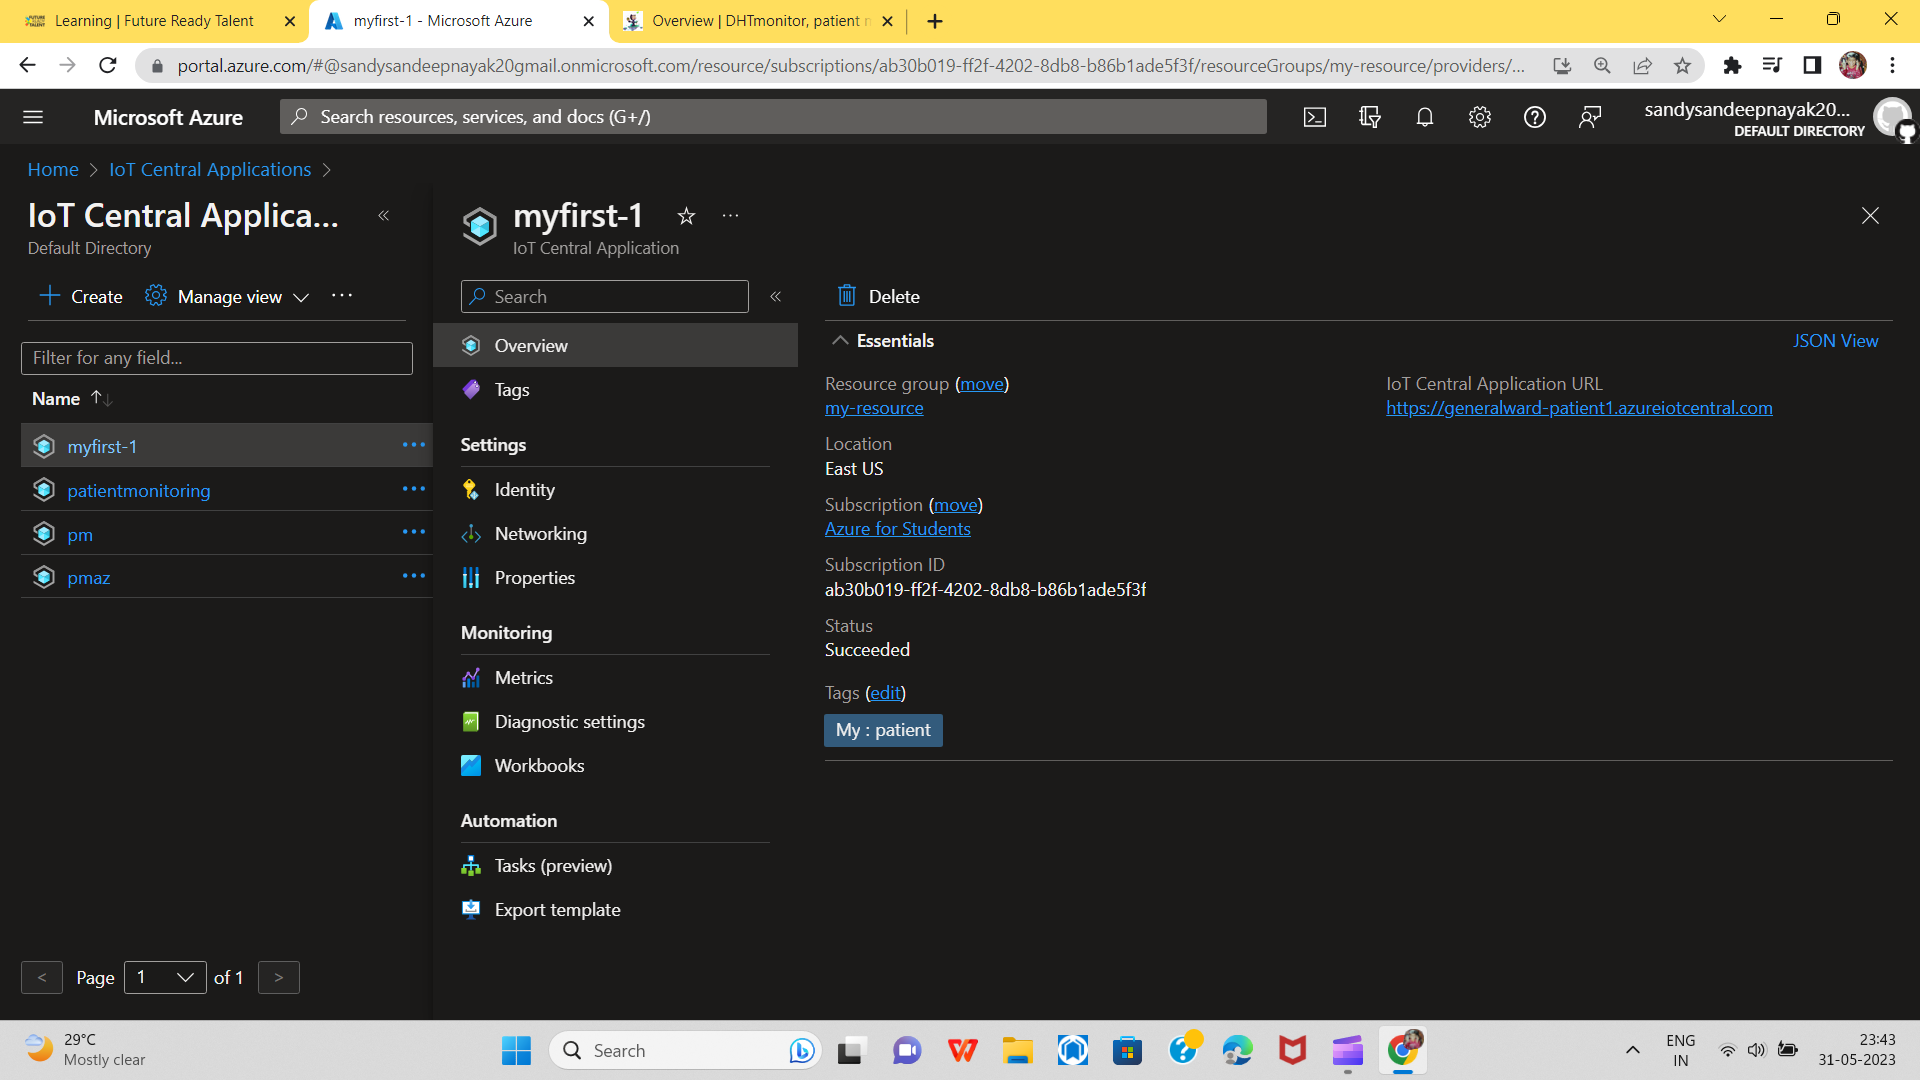 Learning | Future Ready Talent
myfirst-1 - Microsoft Azure
Overview | DHTmonitor, patient m
portal.azure.com/#@sandysandeepnayak20gmail.onmicrosoft.com/resource/subscriptions/ab30b019-ff2f-4202-8db8-b86b1ade5f3f/resourceGroups/my-resource/providers/...
Microsoft Azure
Search resources, services, and docs (G+/)
sandysandeepnayak20...
DEFAULT DIRECTORY
Home > IoT Central Applications >
IoT Central Applica...
Default Directory
Create
Manage view
Filter for any field...
Name
myfirst-1
patientmonitoring
pm
pmaz
< Page 1 of 1 >
myfirst-1
IoT Central Application
Search
Overview
Tags
Settings
Identity
Networking
Properties
Monitoring
Metrics
Diagnostic settings
Workbooks
Automation
Tasks (preview)
Export template
Delete
Essentials
JSON View
Resource group (move)
my-resource
Location
East US
Subscription (move)
Azure for Students
Subscription ID
ab30b019-ff2f-4202-8db8-b86b1ade5f3f
Status
Succeeded
Tags (edit)
My : patient
IoT Central Application URL
https://generalward-patient1.azureiotcentral.com
29°C
Mostly clear
Search
ENG
IN
23:43
31-05-2023